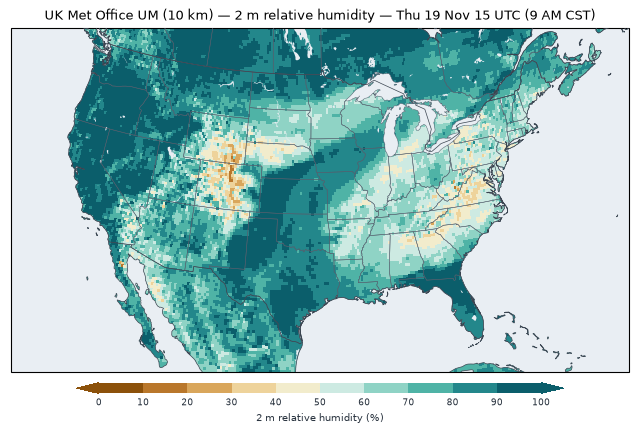 UK Met Office UM (10 km) — 2 m relative humidity — Thu 19 Nov 15 UTC (9 AM CST)
0 10 20 30 40 50 60 70 80 90 100
2 m relative humidity (%)